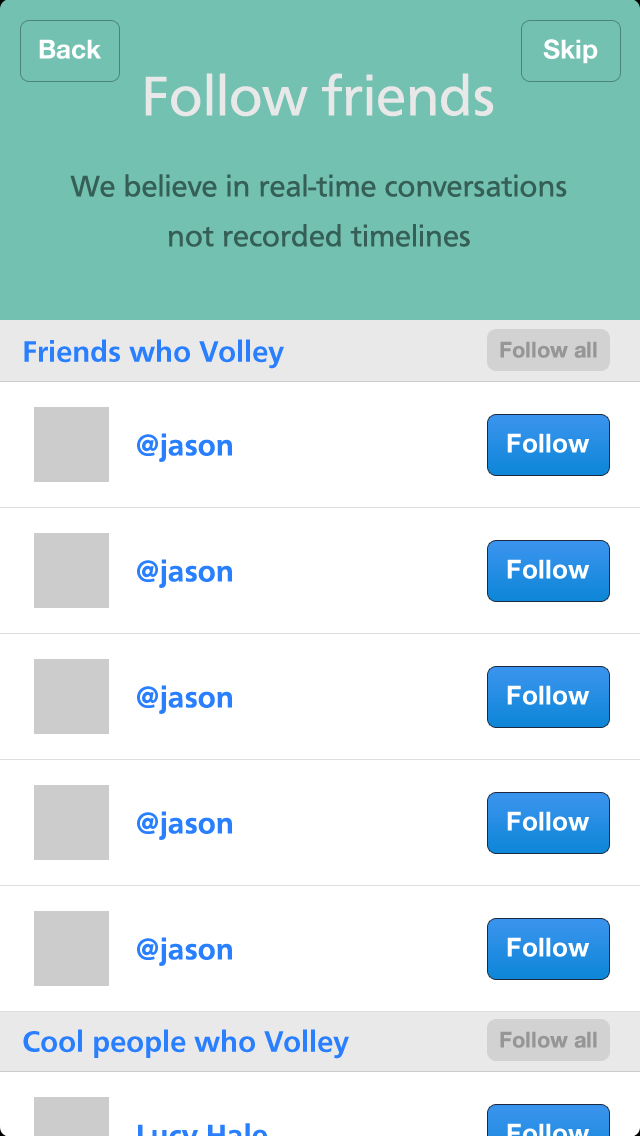 Back
Skip
Follow friends
We believe in real-time conversations
not recorded timelines
Friends who Volley
Follow all
@jason
Follow
@jason
Follow
@jason
Follow
@jason
Follow
@jason
Follow
Cool people who Volley
Follow all
Lucy Hale
Follow